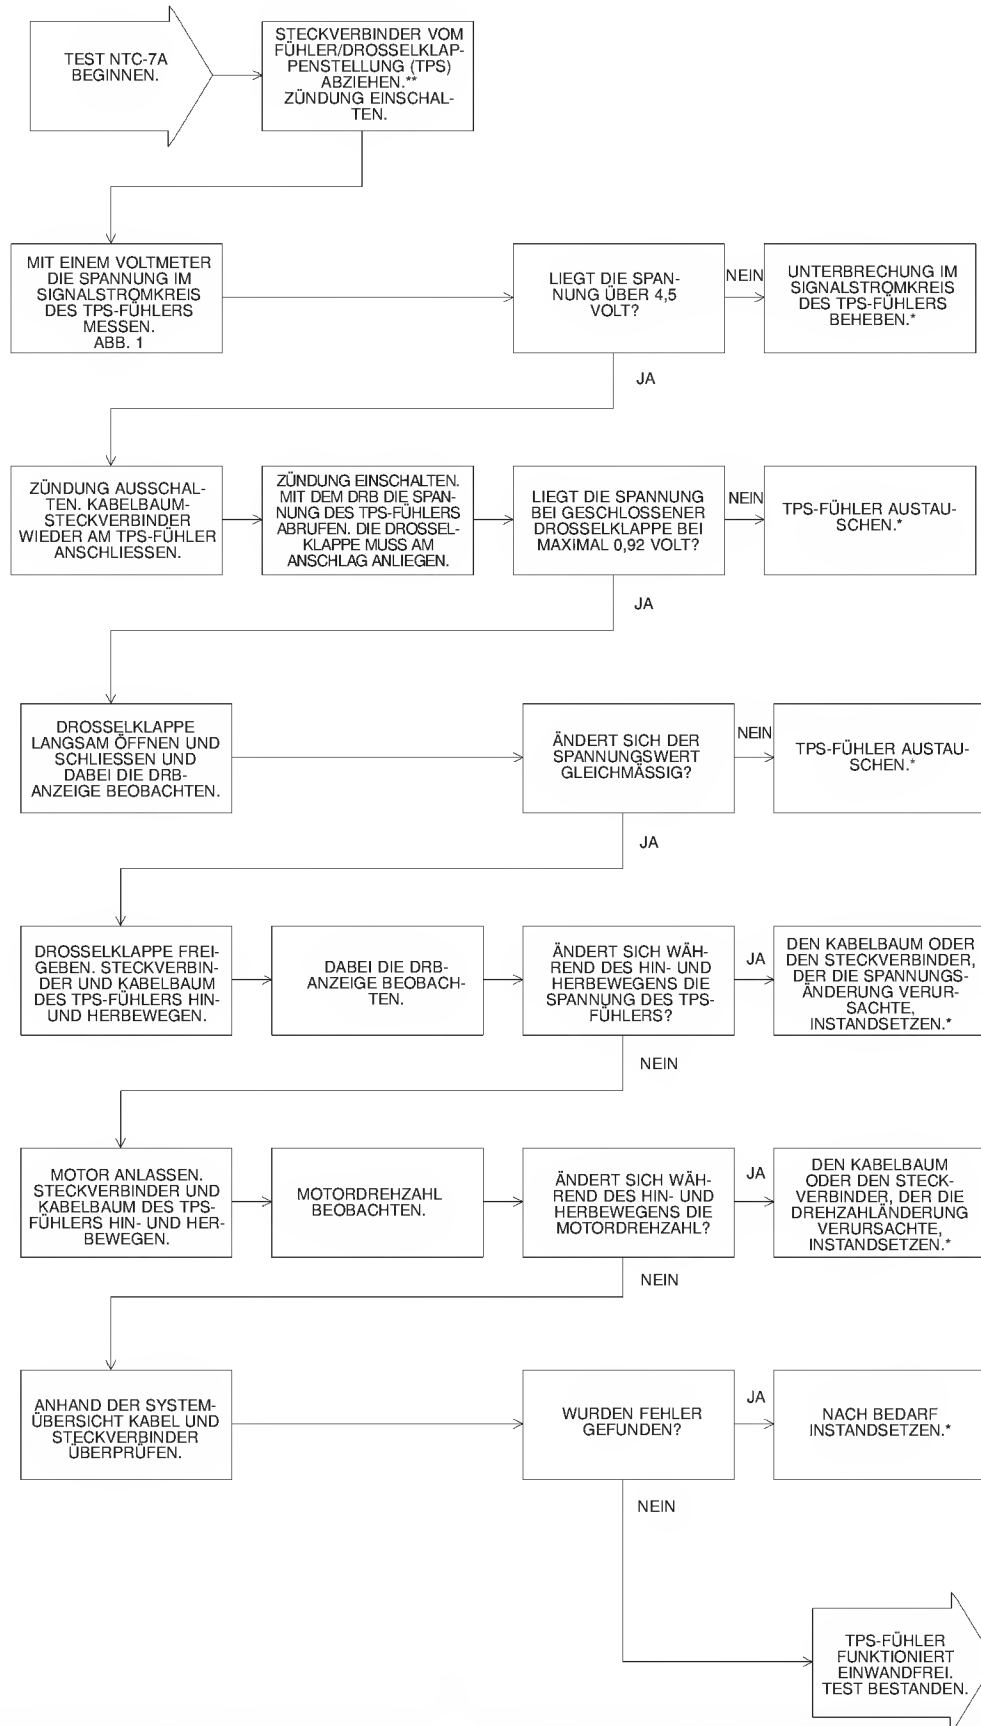 TEST NTC-7A
BEGINNEN.
STECKVERBINDER VOM
FÜHLER/DROSSELKLAP-
PENSTELLUNG (TPS)
ABZIEHEN.**
ZÜNDUNG EINSCHAL-
TEN.
MIT EINEM VOLTMETER
DIE SPANNUNG IM
SIGNALSTROMKREIS
DES TPS-FÜHLERS
MESSEN.
ABB. 1
LIEGT DIE SPAN-
NUNG ÜBER 4,5
VOLT?
NEIN
UNTERBRECHUNG IM
SIGNALSTROMKREIS
DES TPS-FÜHLERS
BEHEBEN.*
JA
ZÜNDUNG AUSSCHAL-
TEN. KABELBAUM-
STECKVERBINDER
WIEDER AM TPS-FÜHLER
ANSCHLIESSEN.
ZÜNDUNG EINSCHALTEN.
MIT DEM DRB DIE SPAN-
NUNG DES TPS-FÜHLERS
ABRUFEN. DIE DROSSEL-
KLAPPE MUSS AM
ANSCHLAG ANLIEGEN.
LIEGT DIE SPANNUNG
BEI GESCHLOSSENER
DROSSELKLAPPE BEI
MAXIMAL 0,92 VOLT?
NEIN
TPS-FÜHLER AUSTAU-
SCHEN.*
JA
DROSSELKLAPPE
LANGSAM ÖFFNEN UND
SCHLIESSEN UND
DABEI DIE DRB-
ANZEIGE BEOBACHTEN.
ÄNDERT SICH DER
SPANNUNGSWERT
GLEICHMÄSSIG?
NEIN
TPS-FÜHLER AUSTAU-
SCHEN.*
JA
DROSSELKLAPPE FREI-
GEBEN. STECKVERBIN-
DER UND KABELBAUM
DES TPS-FÜHLERS HIN-
UND HERBEWEGEN.
DABEI DIE DRB-
ANZEIGE BEOBACH-
TEN.
ÄNDERT SICH WÄH-
REND DES HIN- UND
HERBEWEGENS DIE
SPANNUNG DES TPS-
FÜHLERS?
JA
DEN KABELBAUM ODER
DEN STECKVERBINDER,
DER DIE SPANNUNGS-
ÄNDERUNG VERUR-
SACHTE,
INSTANDSETZEN.*
NEIN
MOTOR ANLASSEN.
STECKVERBINDER UND
KABELBAUM DES TPS-
FÜHLERS HIN- UND HER-
BEWEGEN.
MOTORDREHZAHL
BEOBACHTEN.
ÄNDERT SICH WÄH-
REND DES HIN- UND
HERBEWEGENS DIE
MOTORDREHZAHL?
JA
DEN KABELBAUM
ODER DEN STECK-
VERBINDER, DER DIE
DREHZAHLÄNDERUNG
VERURSACHTE,
INSTANDSETZEN.*
NEIN
ANHAND DER SYSTEM-
ÜBERSICHT KABEL UND
STECKVERBINDER
ÜBERPRÜFEN.
WURDEN FEHLER
GEFUNDEN?
JA
NACH BEDARF
INSTANDSETZEN.*
NEIN
TPS-FÜHLER
FUNKTIONIERT
EINWANDFREI.
TEST BESTANDEN.